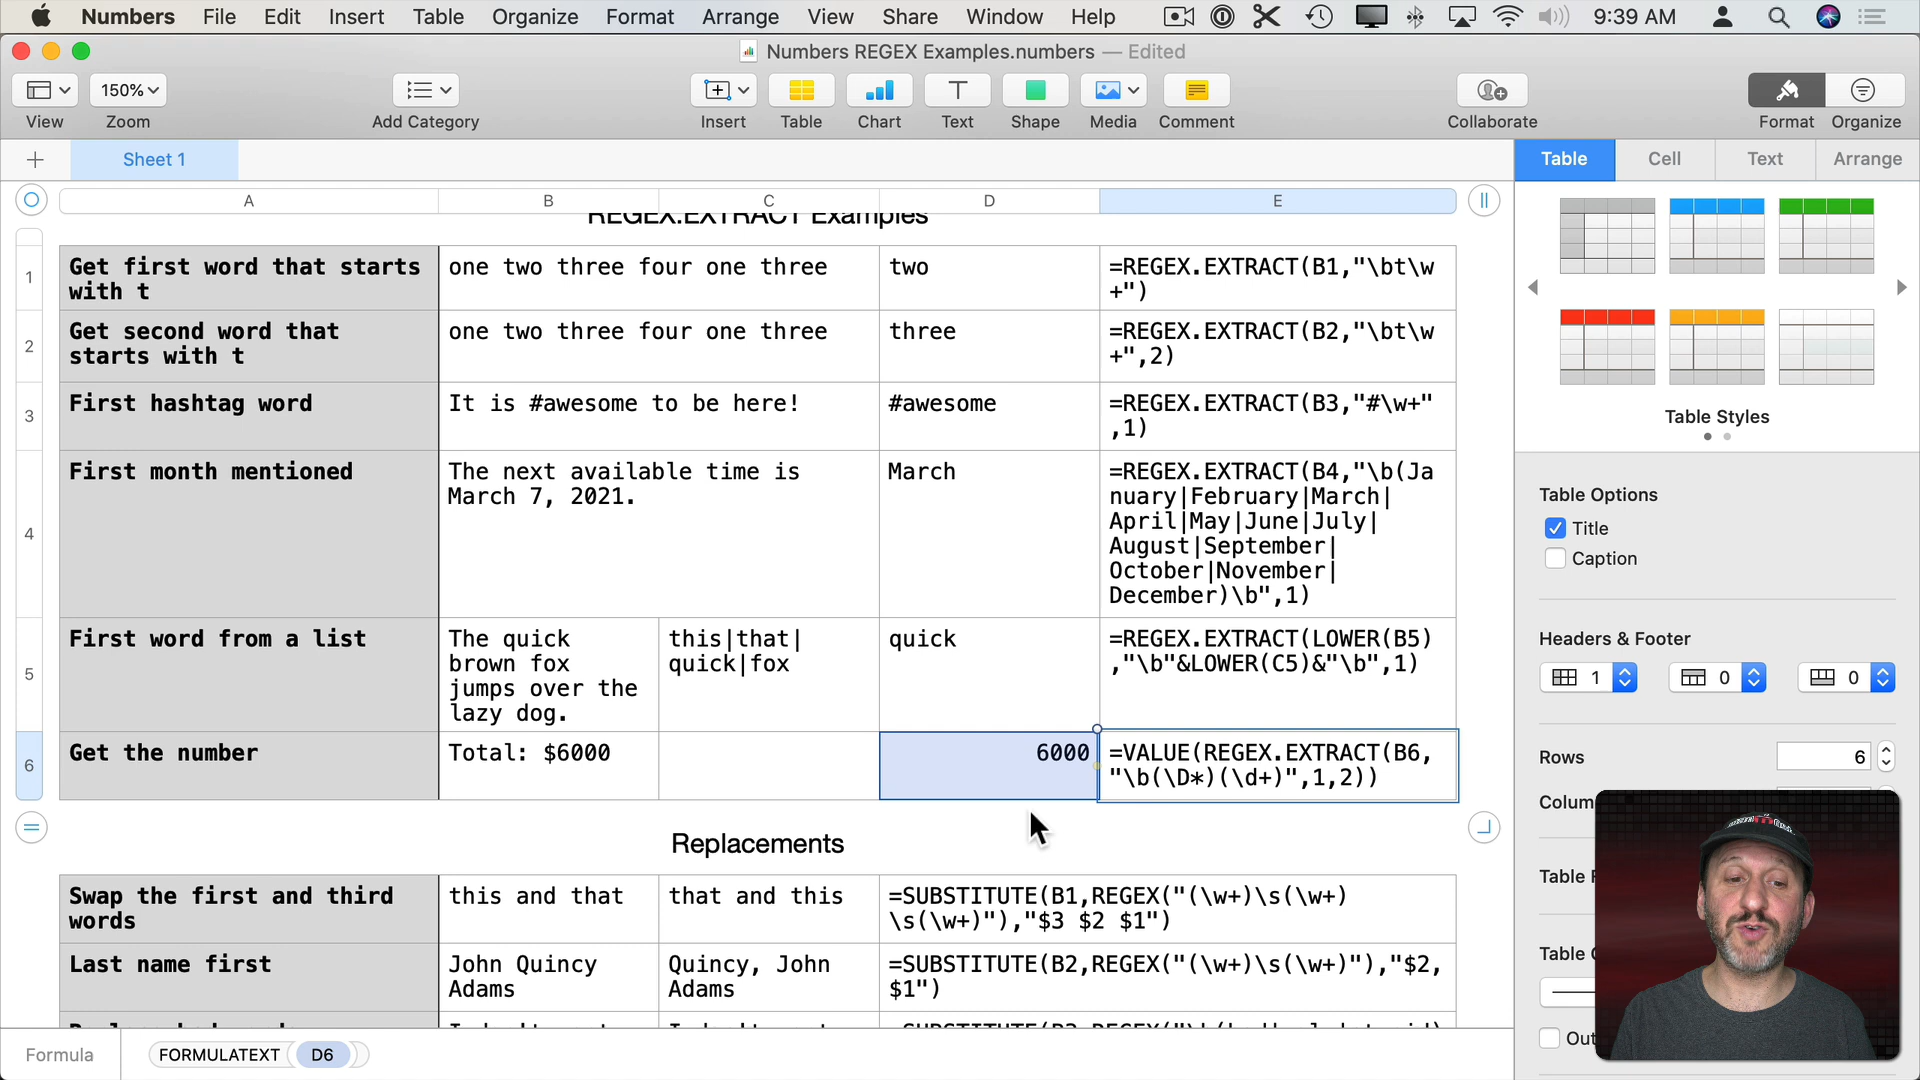 Numbers File Edit Insert Table Organize Format Arrange View Share Window Help 9:39 AM
Numbers REGEX Examples.numbers — Edited
150%
View Zoom Add Category Insert Table Chart Text Shape Media Comment Collaborate Format Organize
Sheet 1
Table Cell Text Arrange
A B C D E
REGEX.EXTRACT Examples
1
Get first word that starts
with t
one two three four one three
two
=REGEX.EXTRACT(B1,"\bt\w
+")
2
Get second word that
starts with t
one two three four one three
three
=REGEX.EXTRACT(B2,"\bt\w
+",2)
3
First hashtag word
It is #awesome to be here!
#awesome
=REGEX.EXTRACT(B3,"#\w+"
,1)
4
First month mentioned
The next available time is
March 7, 2021.
March
=REGEX.EXTRACT(B4,"\b(Ja
nuary|February|March|
April|May|June|July|
August|September|
October|November|
December)\b",1)
5
First word from a list
The quick
brown fox
jumps over the
lazy dog.
this|that|
quick|fox
quick
=REGEX.EXTRACT(LOWER(B5)
,"\b"&LOWER(C5)&"\b",1)
6
Get the number
Total: $6000
6000
=VALUE(REGEX.EXTRACT(B6,
"\b(\D*)(\d+)",1,2))
Replacements
Swap the first and third
words
this and that
that and this
=SUBSTITUTE(B1,REGEX("(\w+)\s(\w+)
\s(\w+)"),"$3 $2 $1")
Last name first
John Quincy
Adams
Quincy, John
Adams
=SUBSTITUTE(B2,REGEX("(\w+)\s(\w+)"),"$2,
$1")
Formula
FORMULATEXT D6
Table Styles
Table Options
Title
Caption
Headers & Footer
1 0 0
Rows 6
Colum
Table
Table
Out